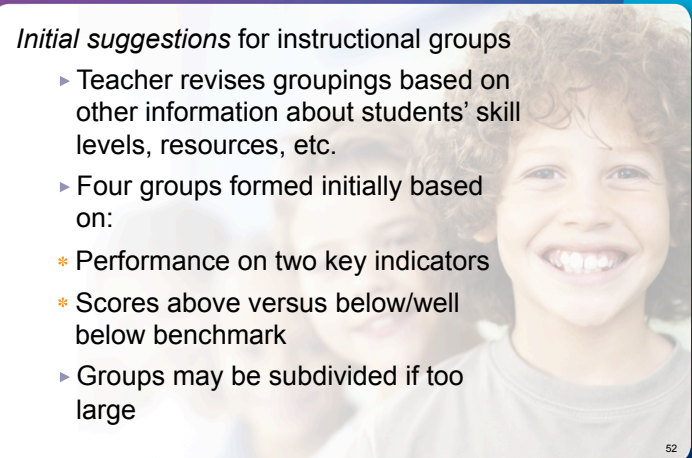 Initial suggestions for instructional groups
▸ Teacher revises groupings based on
other information about students’ skill
levels, resources, etc.
▸ Four groups formed initially based
on:
* Performance on two key indicators
* Scores above versus below/well
below benchmark
▸ Groups may be subdivided if too
large
52